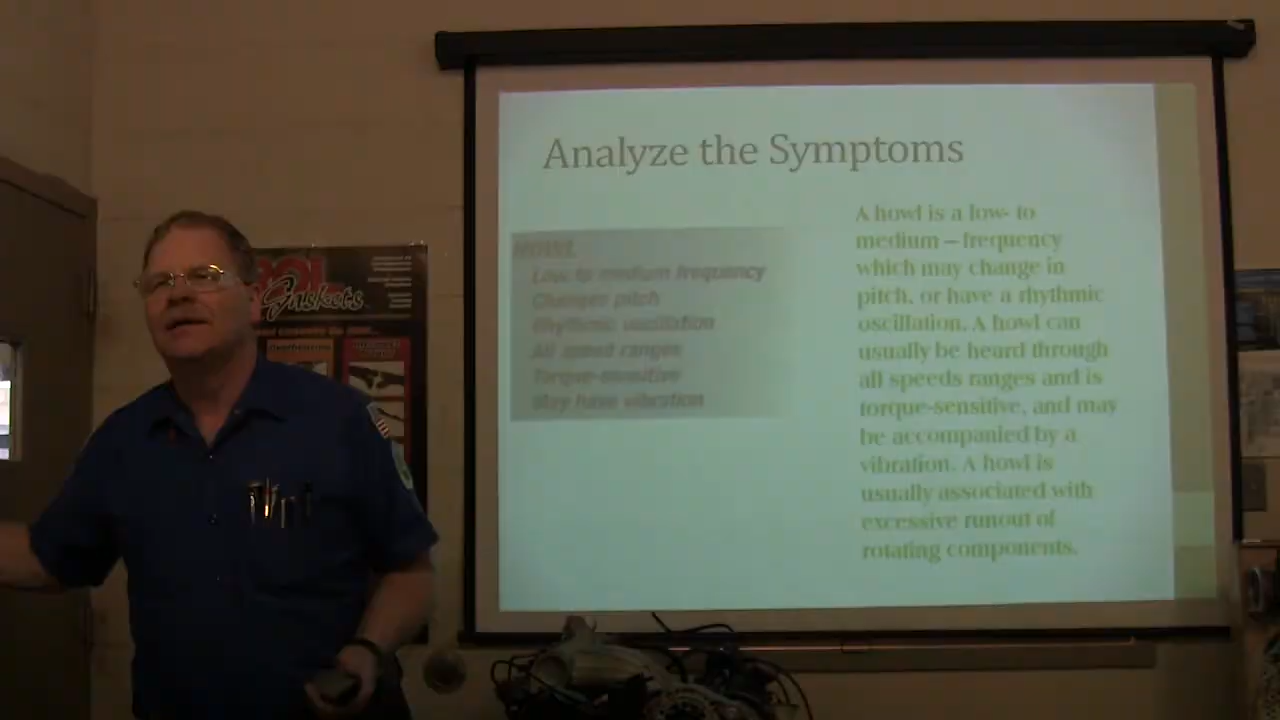 Analyze the Symptoms
HOWL
Low to medium frequency
Changes pitch
Rhythmic oscillation
All speed ranges
Torque-sensitive
May have vibration
A howl is a low- to
medium – frequency
which may change in
pitch, or have a rhythmic
oscillation. A howl can
usually be heard through
all speeds ranges and is
torque-sensitive, and may
be accompanied by a
vibration. A howl is
usually associated with
excessive runout of
rotating components.
Gaskets